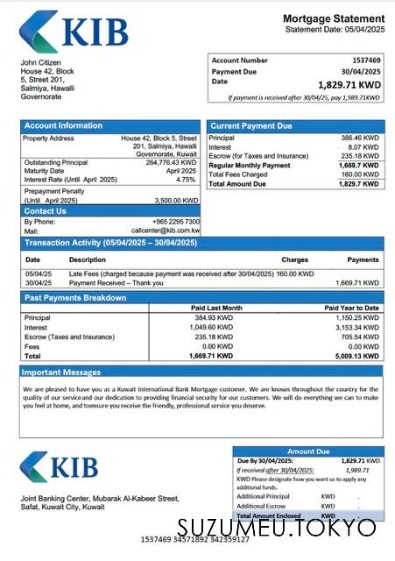 KIB
Mortgage Statement
Statement Date: 05/04/2025
John Citizen
House 42, Block
5, Street 201,
Salmiya, Hawalli
Governorate
Account Number 1537469
Payment Due 30/04/2025
Date
1,829.71 KWD
If payment is received after 30/04/25, pay 1,989.71KWD
Account Information
Property Address House 42, Block 5, Street
201, Salmiya, Hawalli
Governorate, Kuwait
Outstanding Principal 264,776.43 KWD
Maturity Date April 2025
Interest Rate (Until April 2025) 4.75%
Prepayment Penalty
(Until April 2025) 3,500.00 KWD
Contact Us
By Phone: +965 2295 7300
Mail: callcenter@kib.com.kw
Current Payment Due
Principal 386.46 KWD
Interest 8.07 KWD
Escrow (for Taxes and Insurance) 235.18 KWD
Regular Monthly Payment 1,669.7 KWD
Total Fees Charged 160.00 KWD
Total Amount Due 1,829.7 KWD
Transaction Activity (05/04/2025 – 30/04/2025)
Date Description Charges Payments
05/04/25 Late Fees (charged because payment was received after 30/04/2025) 160.00 KWD
30/04/25 Payment Received – Thank you 1,669.71 KWD
Past Payments Breakdown
Paid Last Month Paid Year to Date
Principal 384.93 KWD 1,150.25 KWD
Interest 1,049.60 KWD 3,153.34 KWD
Escrow (Taxes and Insurance) 235.18 KWD 705.54 KWD
Fees 0.00 KWD 0.00 KWD
Total 1,669.71 KWD 5,009.13 KWD
Important Messages
We are pleased to have you as a Kuwait International Bank Mortgage customer. We are known throughout the country for the
quality of our service and our dedication to providing financial security for our customers. We will do everything we can to make
you feel at home, and toensure you receive the friendly, professional service you deserve.
KIB
Joint Banking Center, Mubarak Al-Kabeer Street,
Safat, Kuwait City, Kuwait
Amount Due
Due By 30/04/2025: 1,829.71 KWD
If received after 30/04/2025: 1,989.71
KWD Please designate how you want us to apply any
additional funds.
Additional Principal KWD
Additional Escrow KWD
Total Amount Enclosed KWD
SUZUMEU.TOKYO
1537469 34571892 342359127